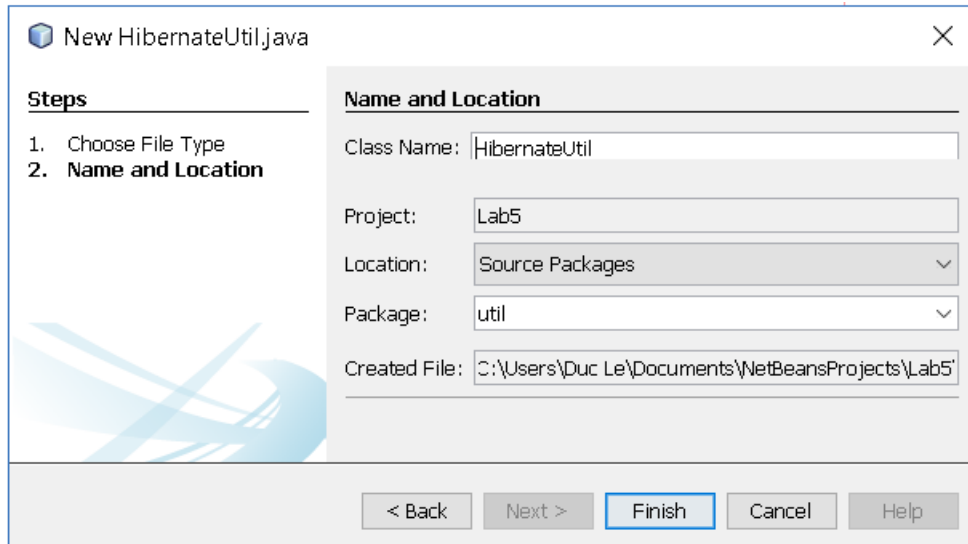 New HibernateUtil.java
Steps
1. Choose File Type
2. Name and Location
Name and Location
Class Name: HibernateUtil
Project: Lab5
Location: Source Packages
Package: util
Created File: C:\Users\Duc Le\Documents\NetBeansProjects\Lab5\
< Back Next > Finish Cancel Help